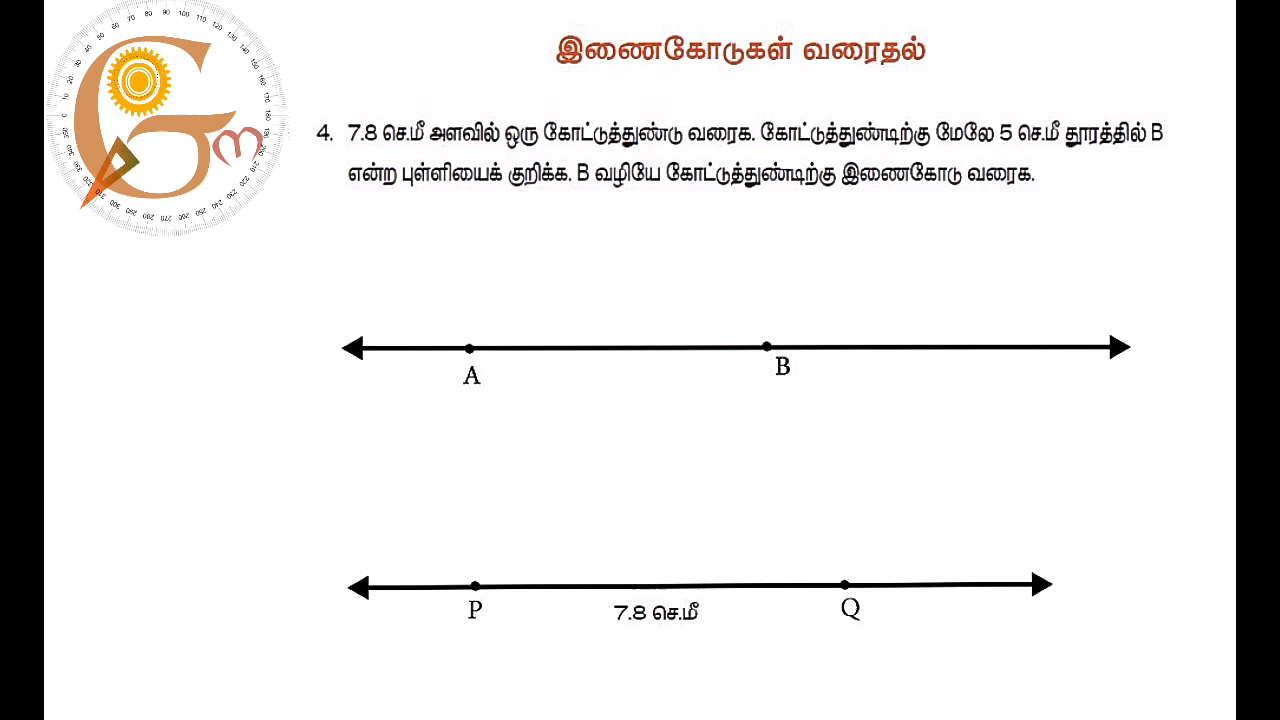 இணைகோடுகள் வரைதல்
4. 7.8 செ.மீ அளவில் ஒரு கோட்டுத்துண்டு வரைக. கோட்டுத்துண்டிற்கு மேலே 5 செ.மீ தூரத்தில் B
என்ற புள்ளியைக் குறிக்க. B வழியே கோட்டுத்துண்டிற்கு இணைகோடு வரைக.
A B
P 7.8 செ.மீ Q